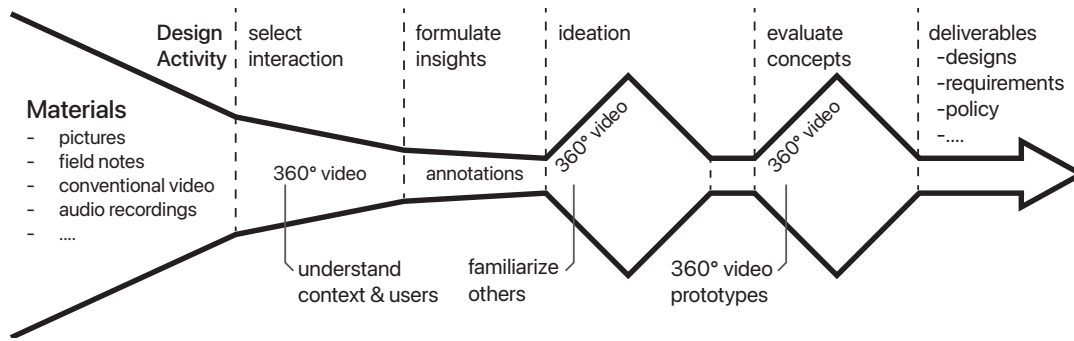 Design
Activity
select
interaction
formulate
insights
ideation
evaluate
concepts
deliverables
-designs
-requirements
-policy
-....
Materials
- pictures
- field notes
- conventional video
- audio recordings
- ....
360° video
annotations
360° video
360° video
understand
context & users
familiarize
others
360° video
prototypes